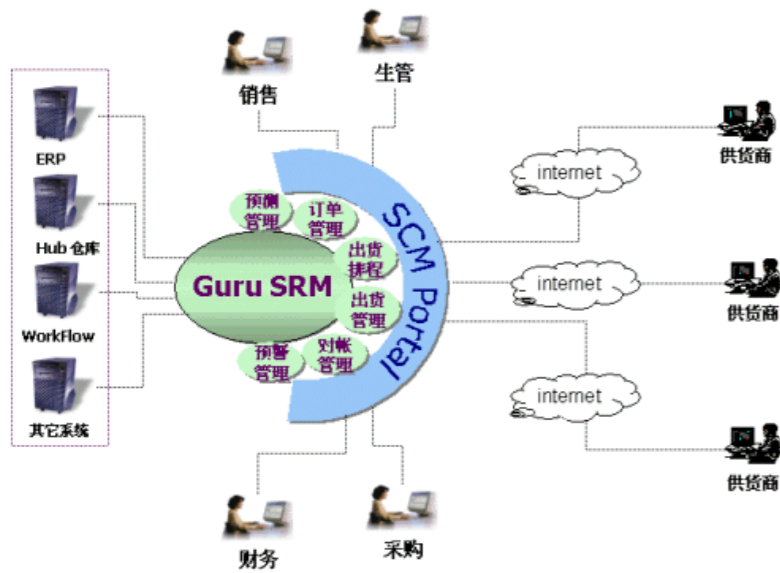 生管
销售
ERP
Hub 仓库
WorkFlow
其它系统
预测
管理
订单
管理
出货
排程
Guru SRM
出货
管理
预警
管理
对帐
管理
SCM Portal
internet
供货商
internet
供货商
internet
供货商
财务
采购